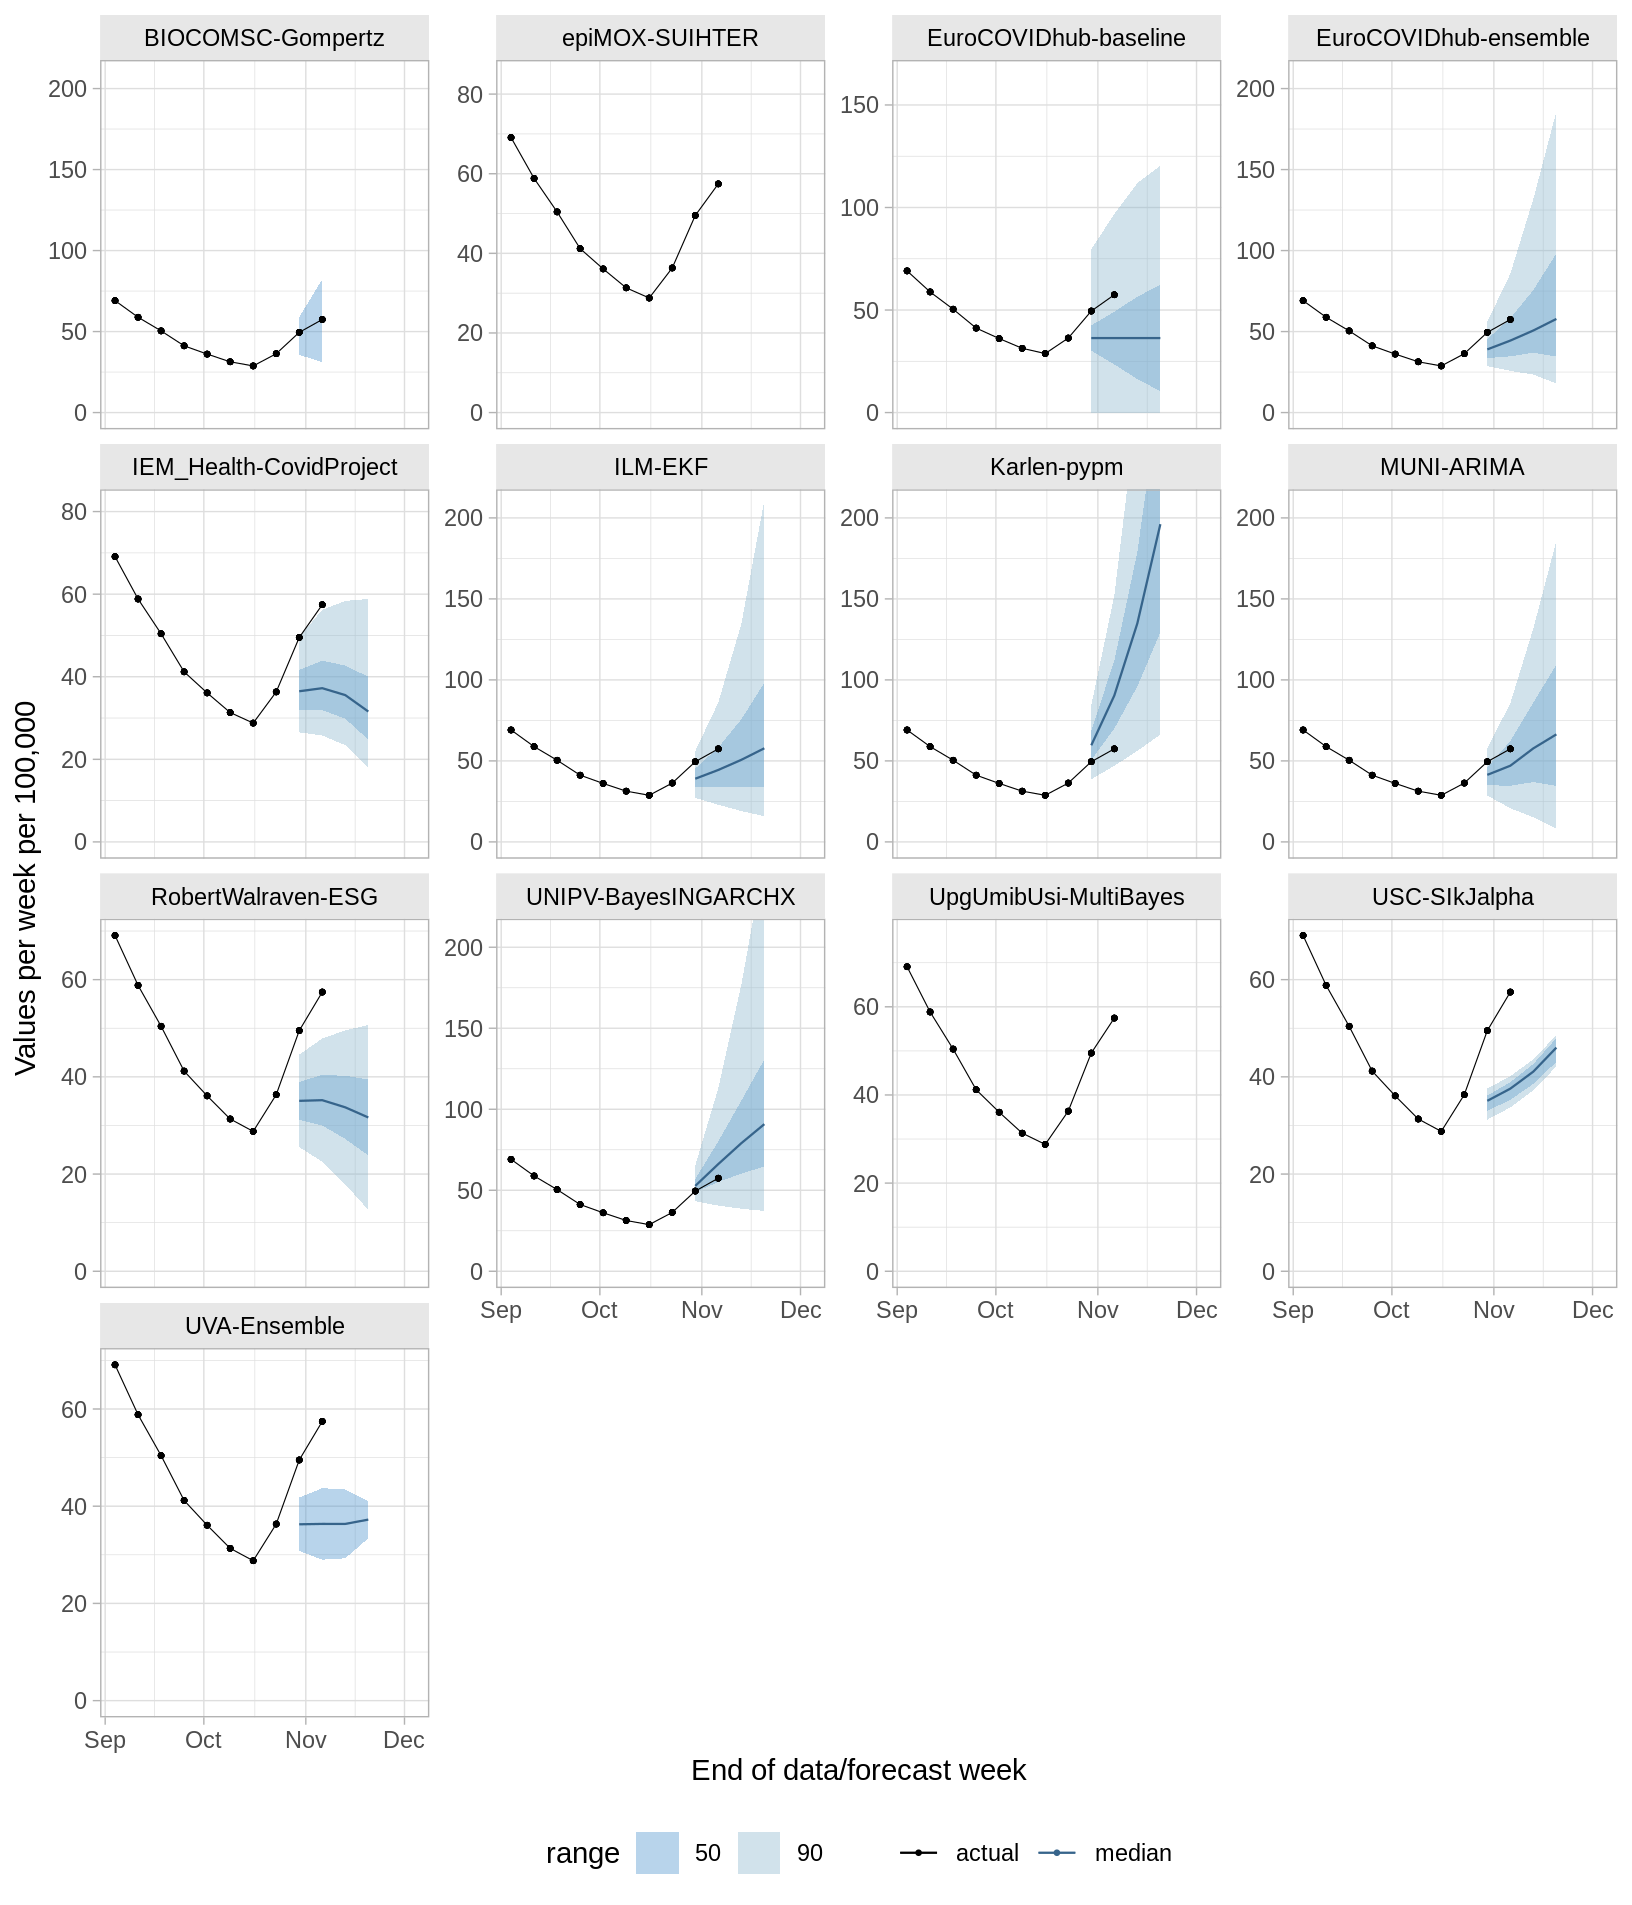 BIOCOMSC-Gompertz epiMOX-SUIHTER EuroCOVIDhub-baseline EuroCOVIDhub-ensemble
200 150 100 50 0
80 60 40 20 0
150 100 50 0
200 150 100 50 0
IEM_Health-CovidProject ILM-EKF Karlen-pypm MUNI-ARIMA
80 60 40 20 0
200 150 100 50 0
200 150 100 50 0
200 150 100 50 0
Values per week per 100,000
RobertWalraven-ESG UNIPV-BayesINGARCHX UpgUmibUsi-MultiBayes USC-SIkJalpha
60 40 20 0
200 150 100 50 0
60 40 20 0
60 40 20 0
Sep Oct Nov Dec Sep Oct Nov Dec Sep Oct Nov Dec
UVA-Ensemble
60 40 20 0
Sep Oct Nov Dec
End of data/forecast week
range 50 90 actual median